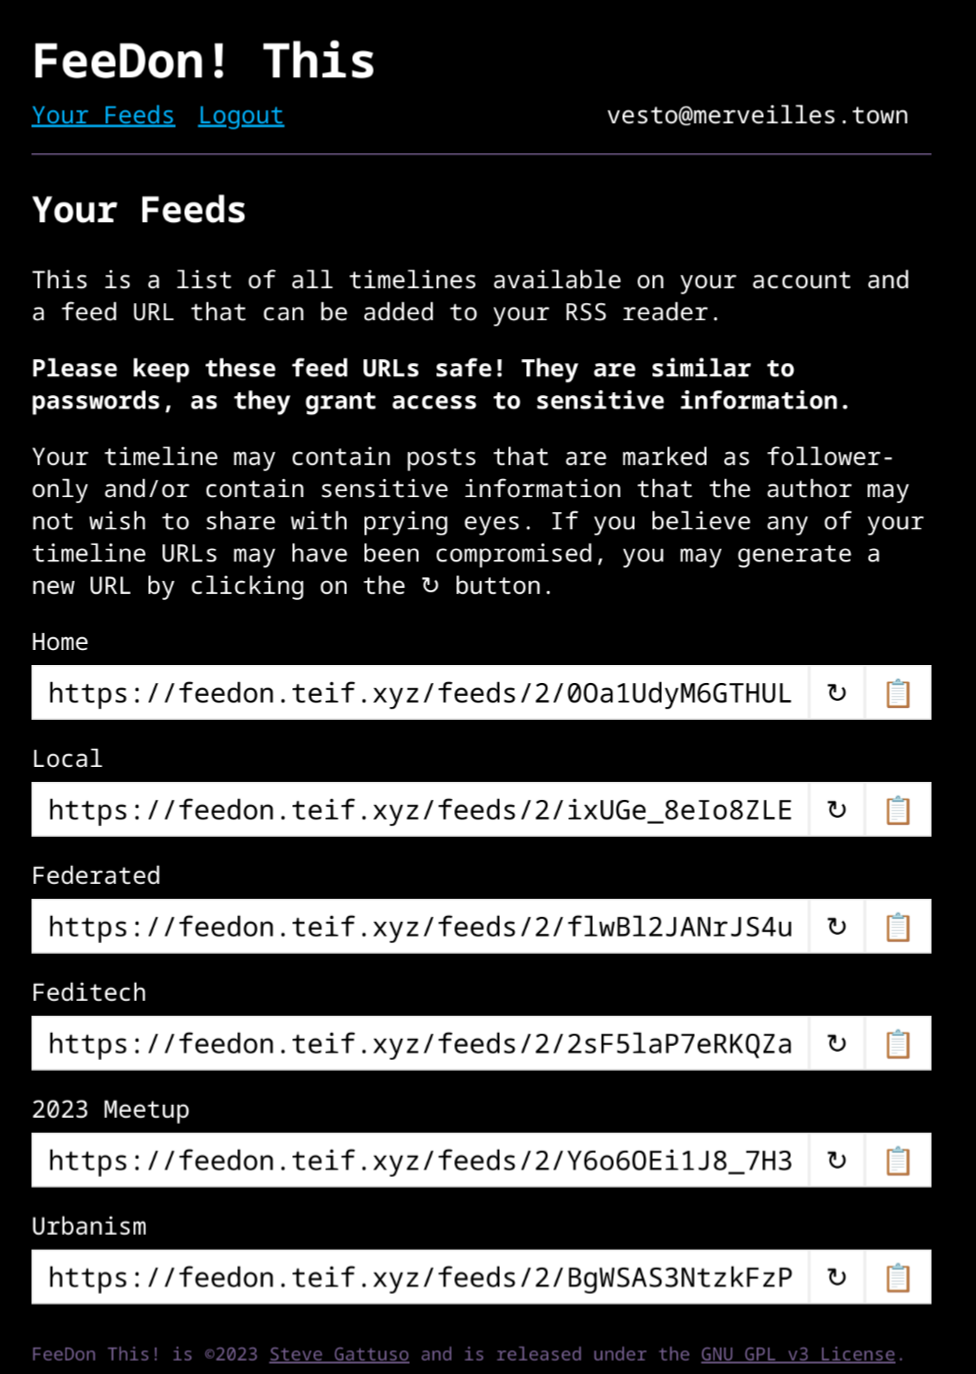 FeeDon! This
Your Feeds Logout vesto@merveilles.town
Your Feeds
This is a list of all timelines available on your account and
a feed URL that can be added to your RSS reader.
Please keep these feed URLs safe! They are similar to
passwords, as they grant access to sensitive information.
Your timeline may contain posts that are marked as follower-
only and/or contain sensitive information that the author may
not wish to share with prying eyes. If you believe any of your
timeline URLs may have been compromised, you may generate a
new URL by clicking on the ↻ button.
Home
https://feedon.teif.xyz/feeds/2/0Oa1UdyM6GTHUL ↻ 📋
Local
https://feedon.teif.xyz/feeds/2/ixUGe_8eIo8ZLE ↻ 📋
Federated
https://feedon.teif.xyz/feeds/2/flwBl2JANrJS4u ↻ 📋
Feditech
https://feedon.teif.xyz/feeds/2/2sF5laP7eRKQZa ↻ 📋
2023 Meetup
https://feedon.teif.xyz/feeds/2/Y6o6OEi1J8_7H3 ↻ 📋
Urbanism
https://feedon.teif.xyz/feeds/2/BgWSAS3NtzkFzP ↻ 📋
FeeDon This! is ©2023 Steve Gattuso and is released under the GNU GPL v3 License.